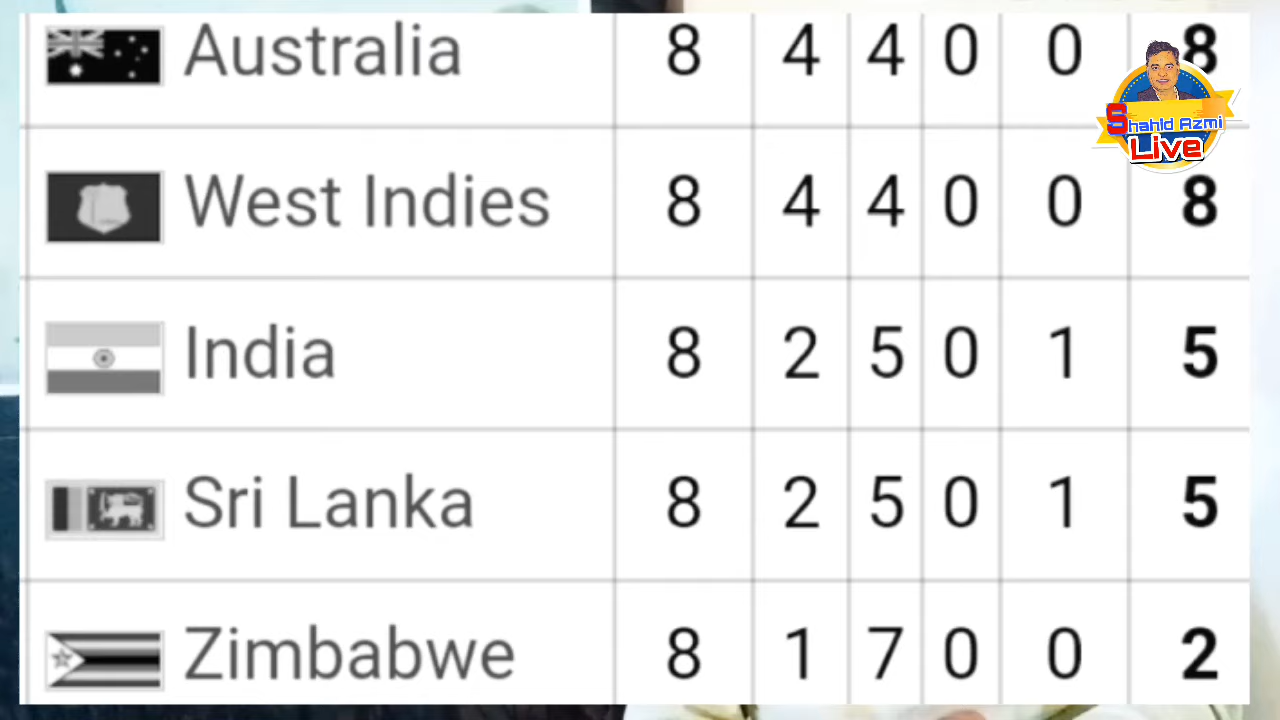 Australia 8 4 4 0 0 8
Shahid Azmi
Live
West Indies 8 4 4 0 0 8
India 8 2 5 0 1 5
Sri Lanka 8 2 5 0 1 5
Zimbabwe 8 1 7 0 0 2